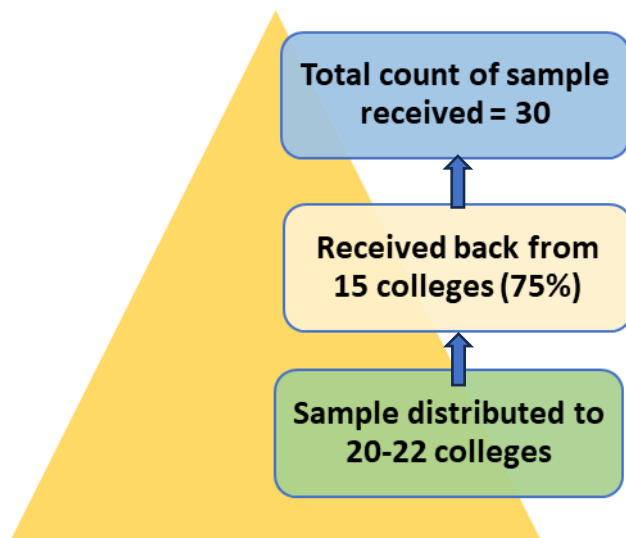 Total count of sample
received = 30
Received back from
15 colleges (75%)
Sample distributed to
20-22 colleges